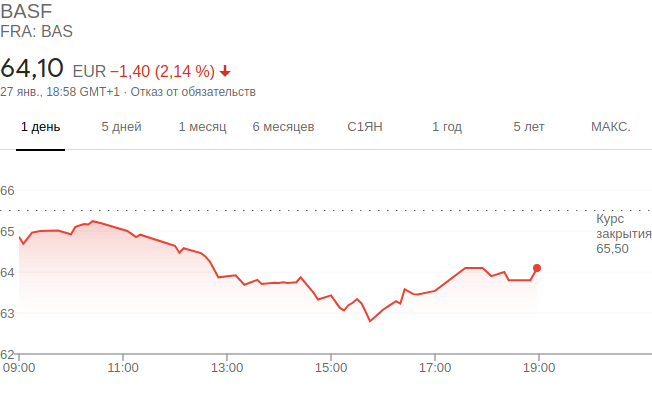 BASF
FRA: BAS
64,10 EUR −1,40 (2,14 %)
27 янв., 18:58 GMT+1 · Отказ от обязательств
1 день 5 дней 1 месяц 6 месяцев С1ЯН 1 год 5 лет МАКС.
66
Курс
закрытия
65,50
65
64
63
62
09:00 11:00 13:00 15:00 17:00 19:00